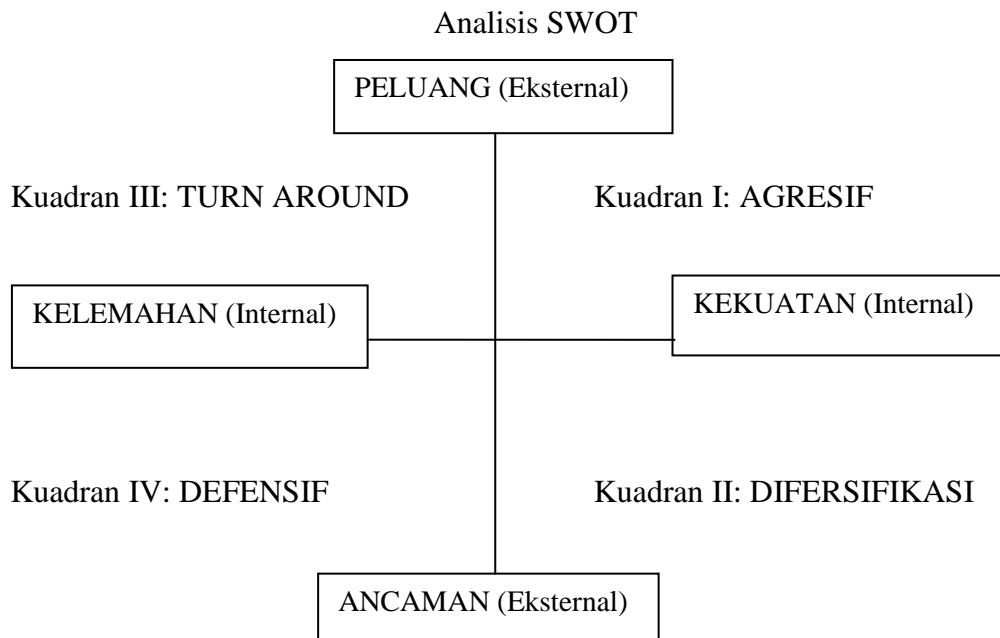 Analisis SWOT
PELUANG (Eksternal)
Kuadran III: TURN AROUND
Kuadran I: AGRESIF
KELEMAHAN (Internal)
KEKUATAN (Internal)
Kuadran IV: DEFENSIF
Kuadran II: DIFERSIFIKASI
ANCAMAN (Eksternal)